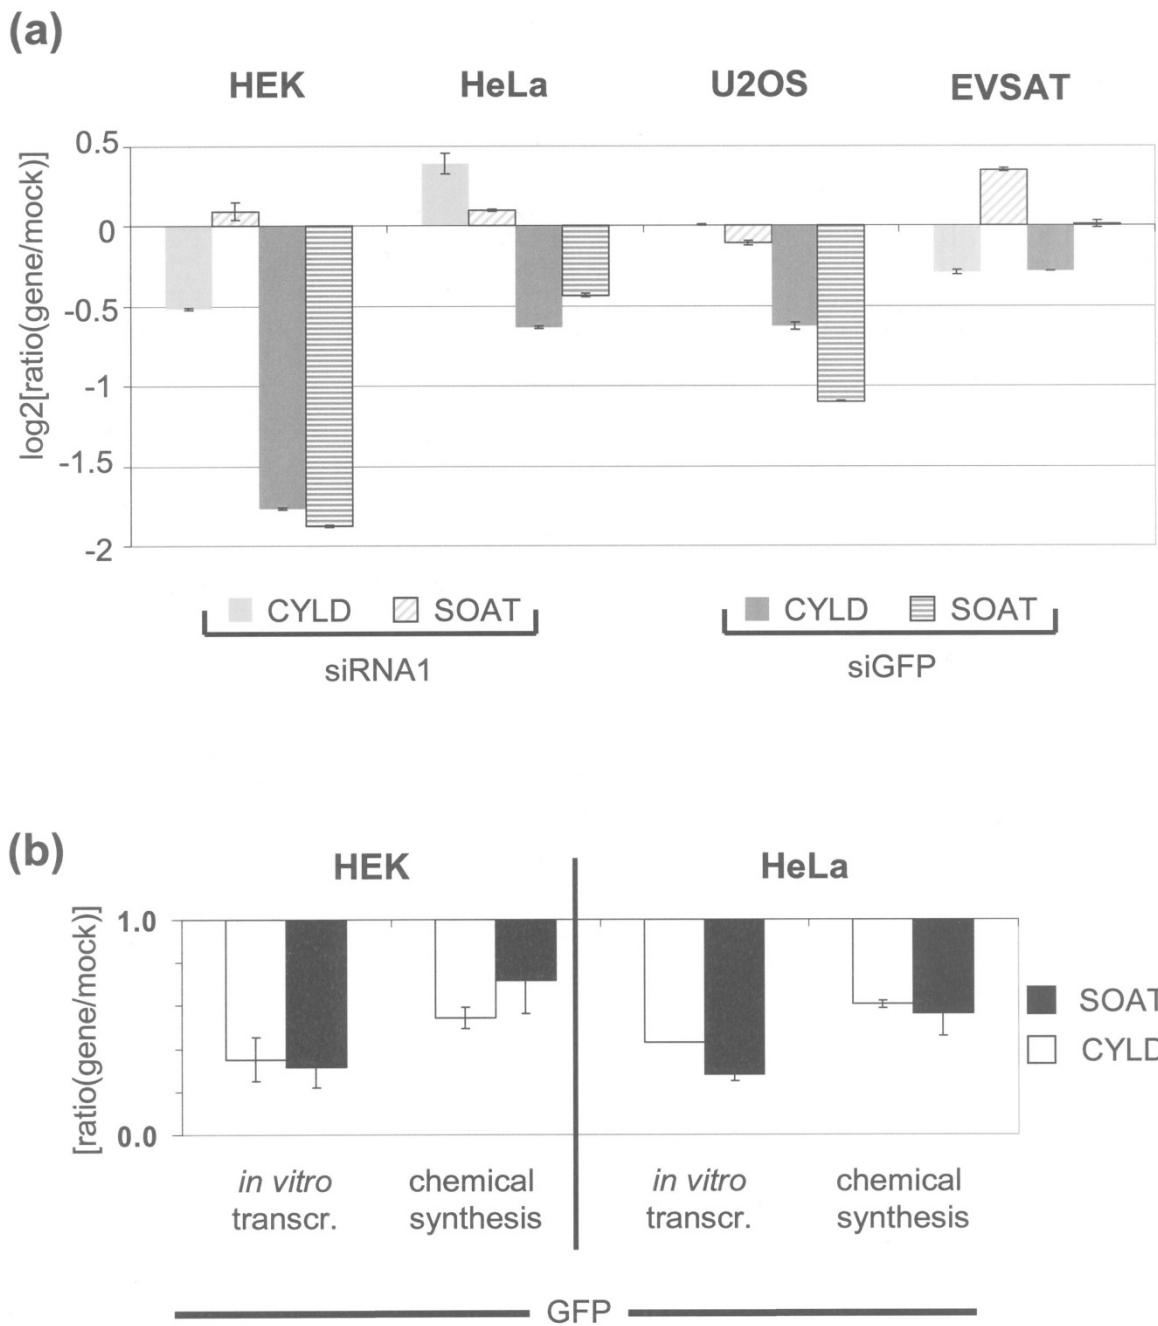 (a)
HEK HeLa U2OS EVSAT
log2[ratio(gene/mock)]
0.5
0
-0.5
-1
-1.5
-2
CYLD SOAT CYLD SOAT
siRNA1 siGFP
(b)
HEK HeLa
[ratio(gene/mock)]
1.0
0.0
SOAT
CYLD
in vitro transcr.
chemical synthesis
in vitro transcr.
chemical synthesis
GFP